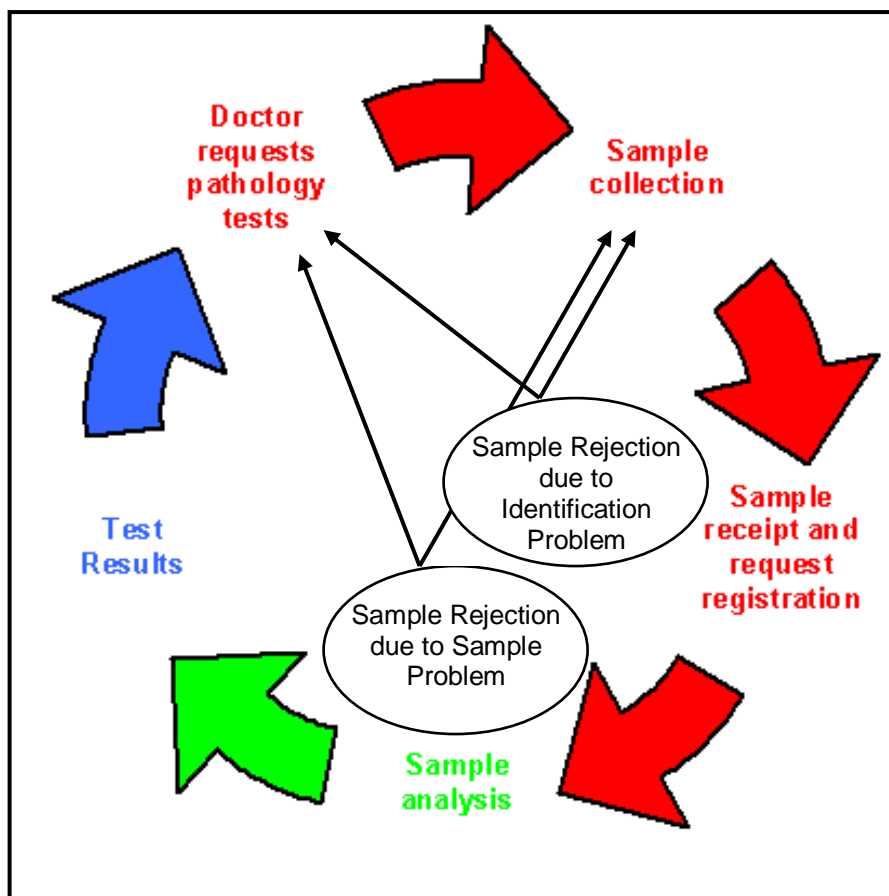 Doctor
requests
pathology
tests
Sample
collection
Sample Rejection
due to
Identification
Problem
Sample
receipt and
request
registration
Test
Results
Sample Rejection
due to Sample
Problem
Sample
analysis